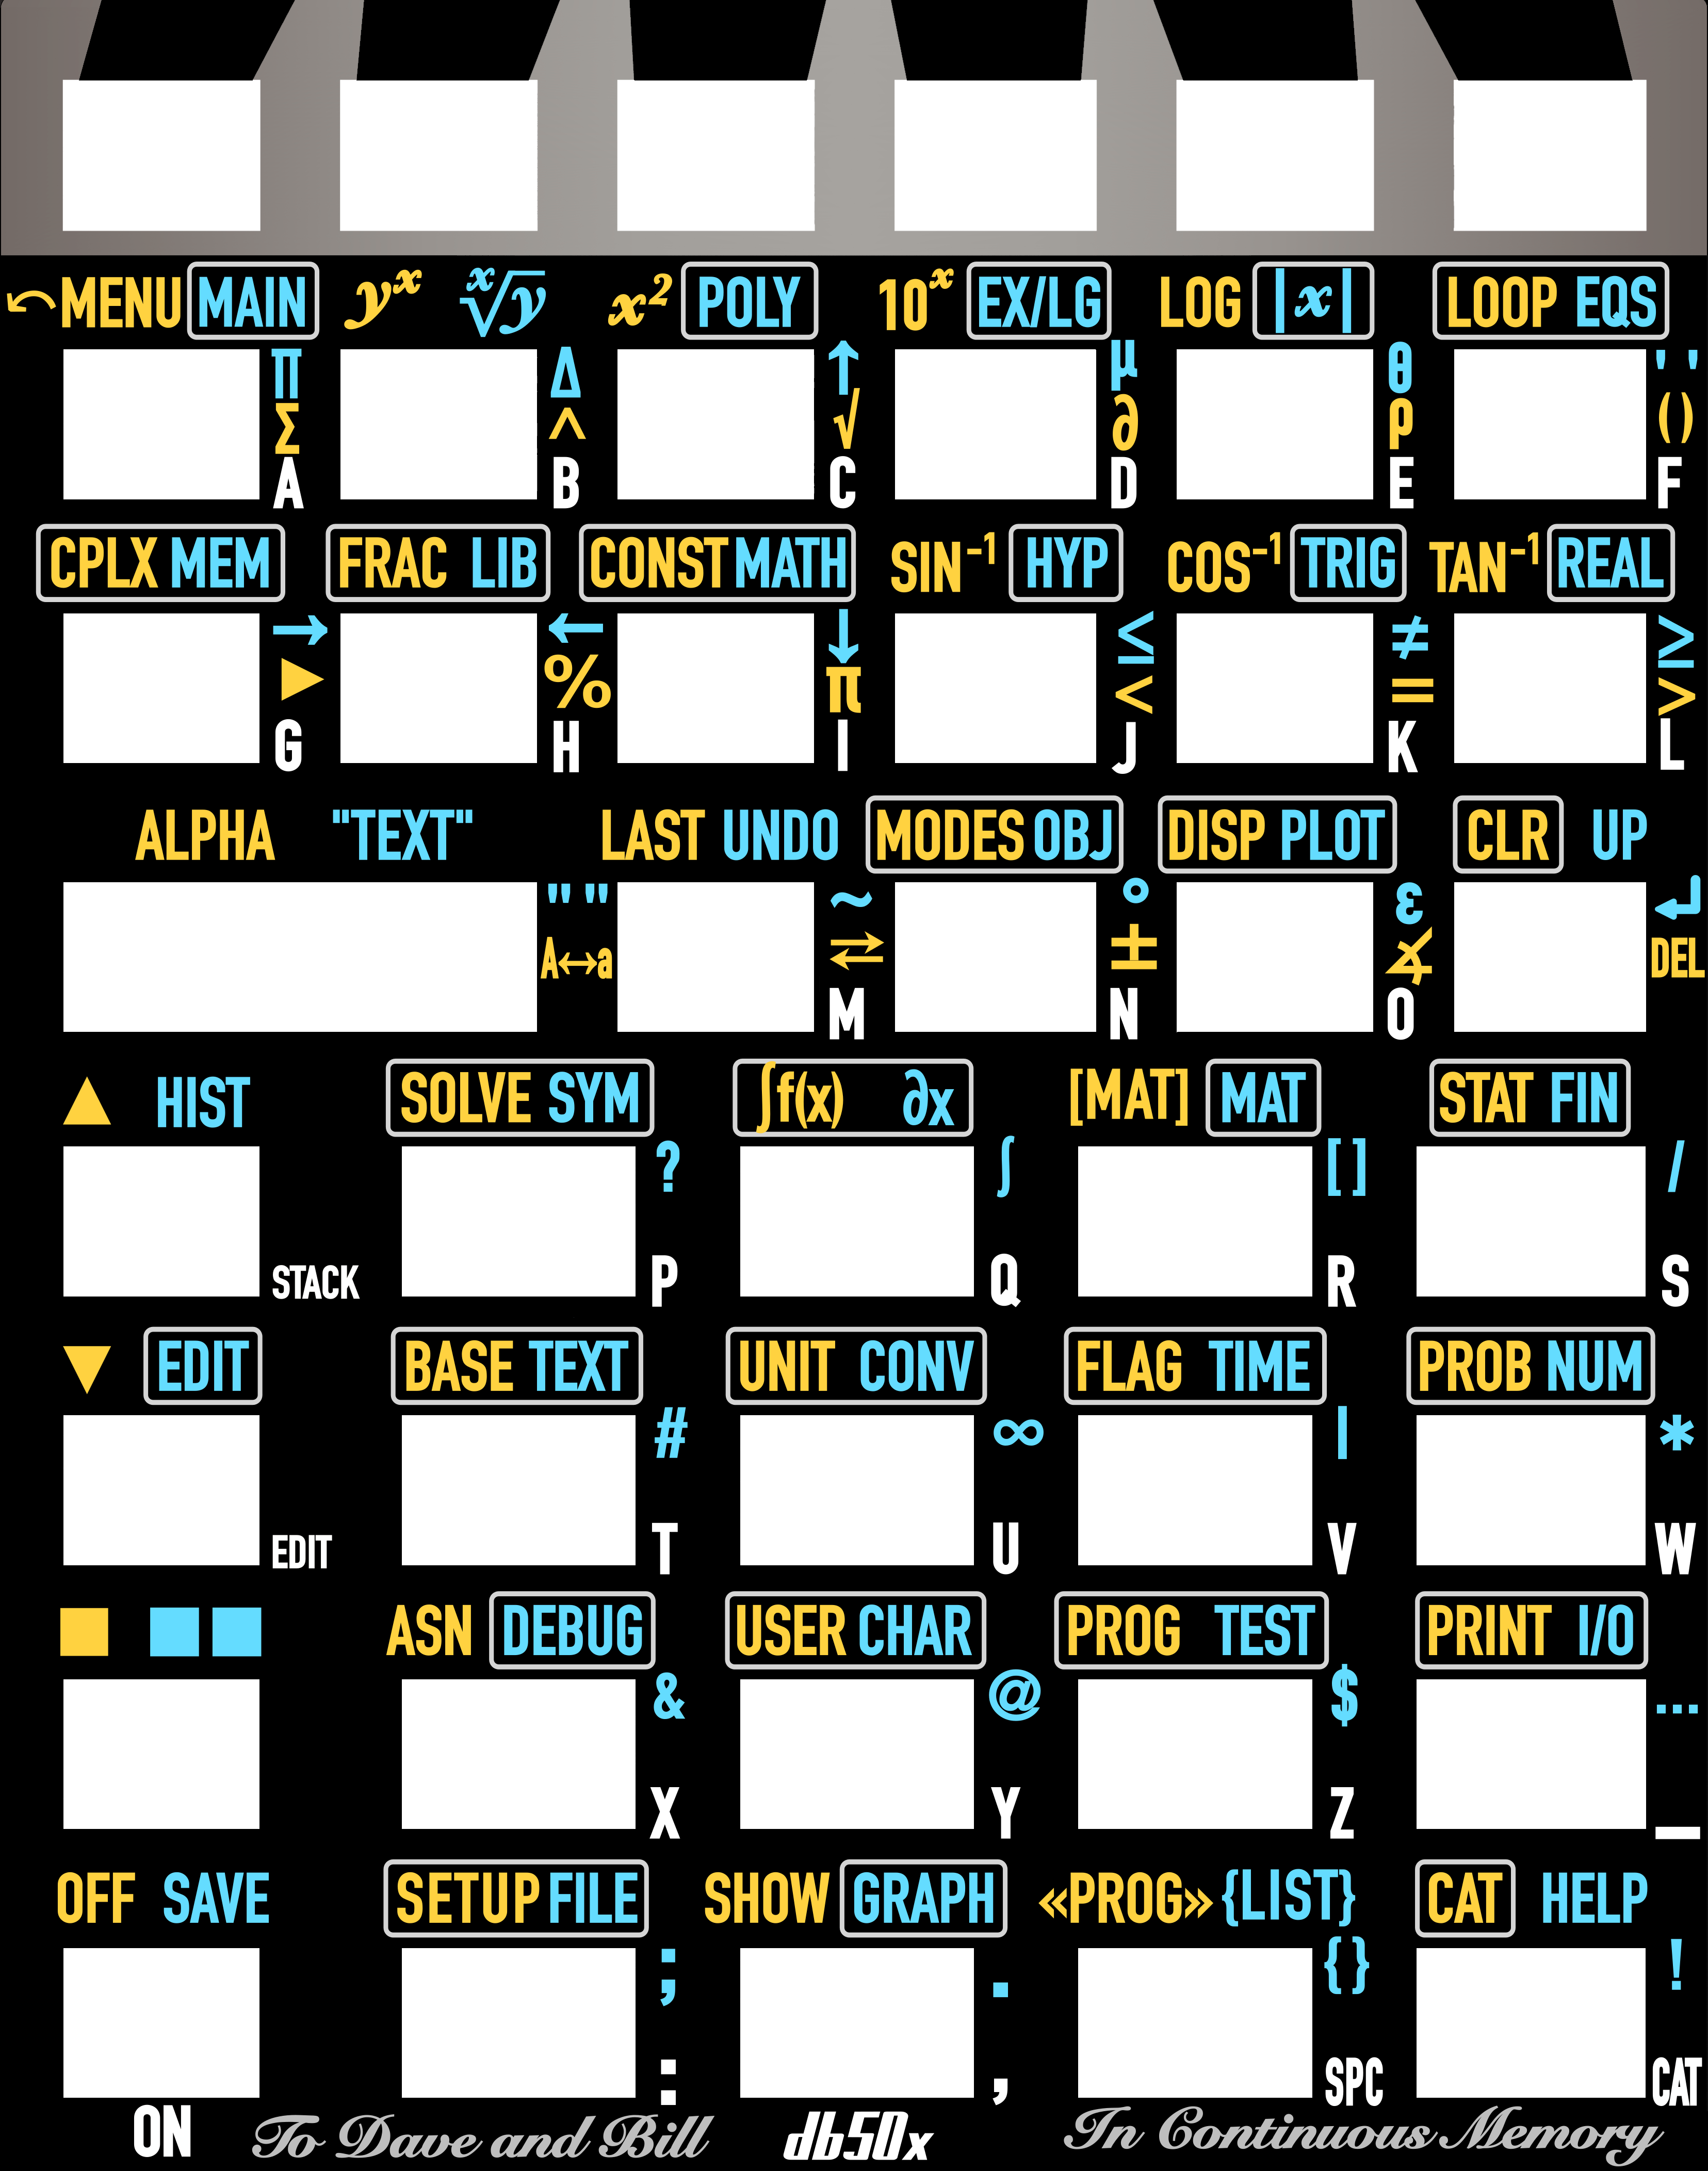 ↶MENU MAIN yˣ ˣ√y x² POLY 10ˣ EX/LG LOG |x| LOOP EQS
Π Δ ↑ µ θ ' '
Σ ^ √ ∂ ρ ()
A B C D E F
CPLX MEM FRAC LIB CONST MATH SIN⁻¹ HYP COS⁻¹ TRIG TAN⁻¹ REAL
→ ← ↓ ≤ ≠ ≥
▶ % π < = >
G H I J K L
ALPHA "TEXT" LAST UNDO MODES OBJ DISP PLOT CLR UP
" " ~ ° ε ↵
A↔a ⇄ ± ∡ DEL
M N O
▲ HIST SOLVE SYM ∫f(x) ∂x [MAT] MAT STAT FIN
? ∫ [ ] /
STACK P Q R S
▼ EDIT BASE TEXT UNIT CONV FLAG TIME PROB NUM
# ∞ | *
EDIT T U V W
■ ■■ ASN DEBUG USER CHAR PROG TEST PRINT I/O
& @ $ …
X Y Z _
OFF SAVE SETUP FILE SHOW GRAPH «PROG» {LIST} CAT HELP
; . { } !
: , SPC CAT
ON To Dave and Bill db50x In Continuous Memory